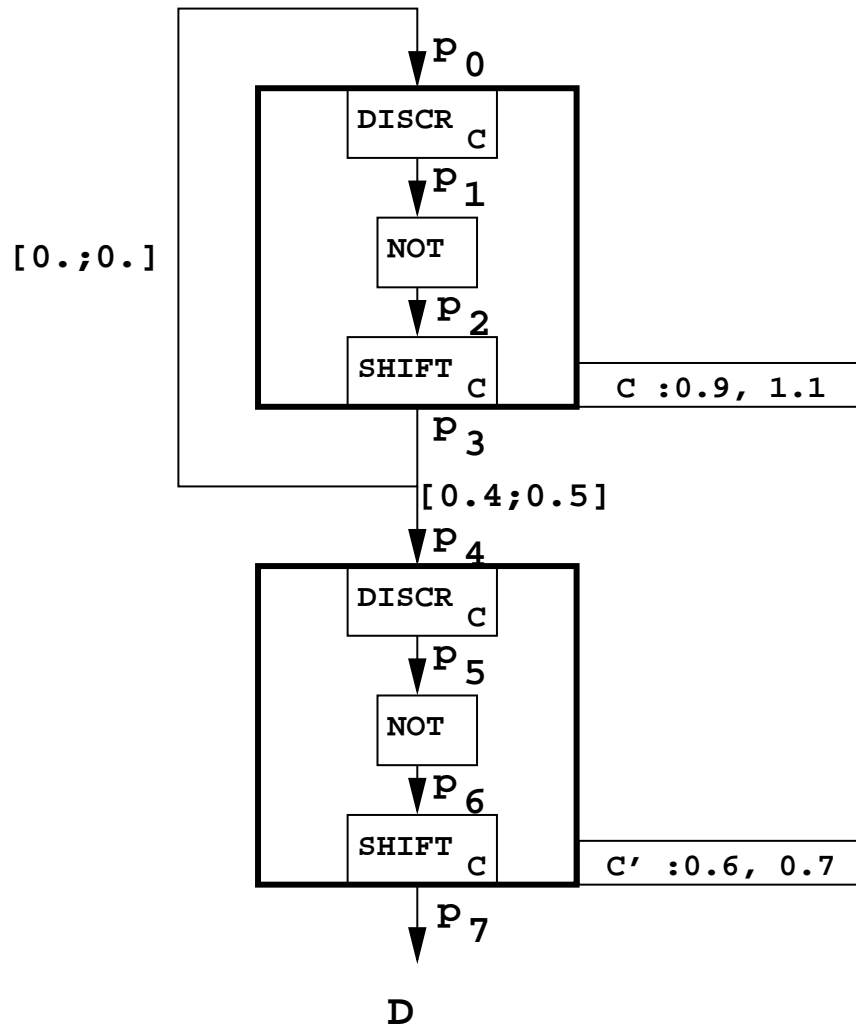 p0
DISCR C
p1
NOT
[0.;0.]
p2
SHIFT C
C :0.9, 1.1
p3
[0.4;0.5]
p4
DISCR C
p5
NOT
p6
SHIFT C
C' :0.6, 0.7
p7
D